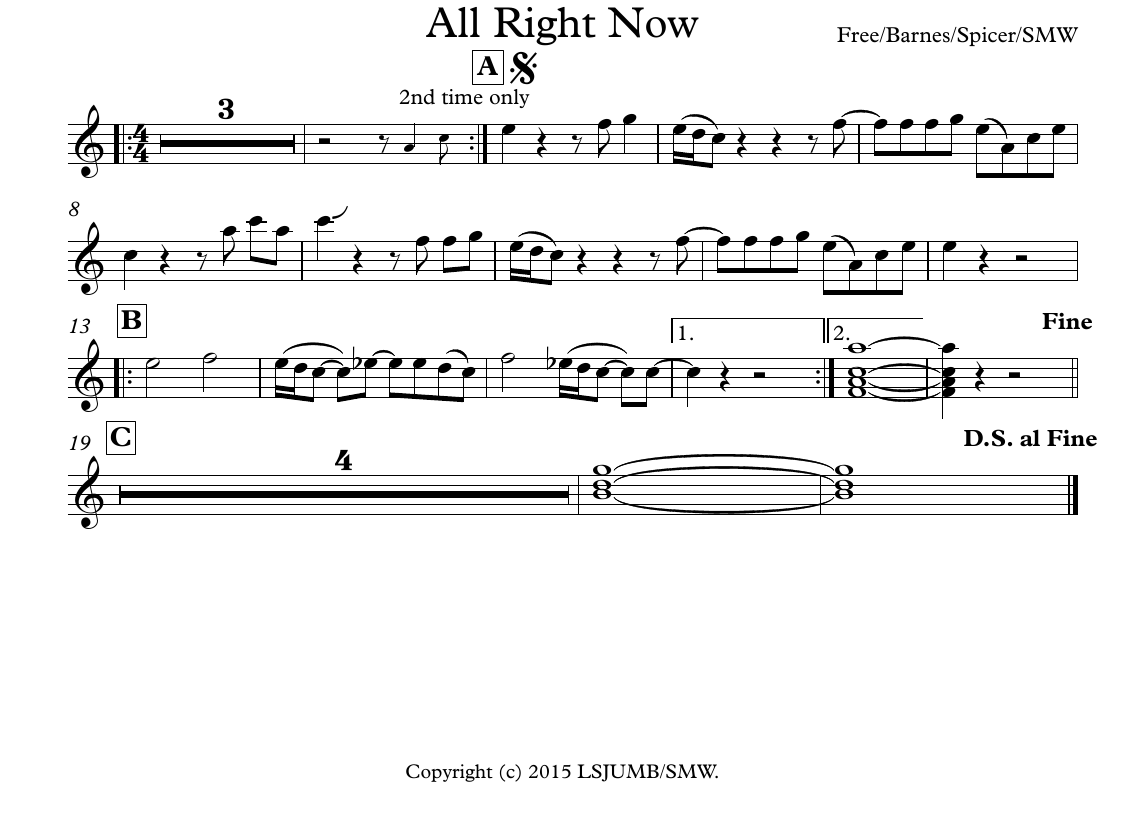 All Right Now
Free/Barnes/Spicer/SMW
A
2nd time only
3
4
4
8
13
B
1.
2.
Fine
19
C
4
D.S. al Fine
Copyright (c) 2015 LSJUMB/SMW.